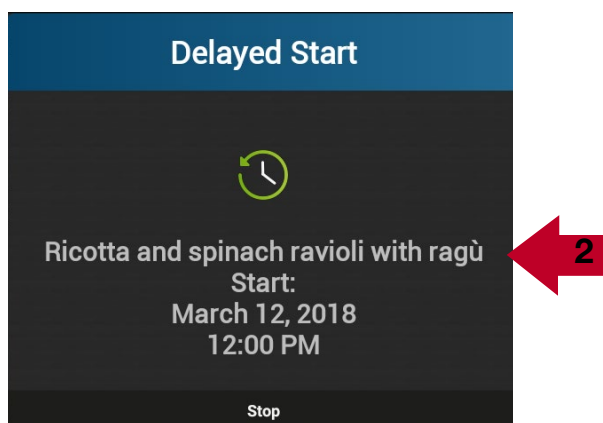 Delayed Start
Ricotta and spinach ravioli with ragù
2
Start:
March 12, 2018
12:00 PM
Stop